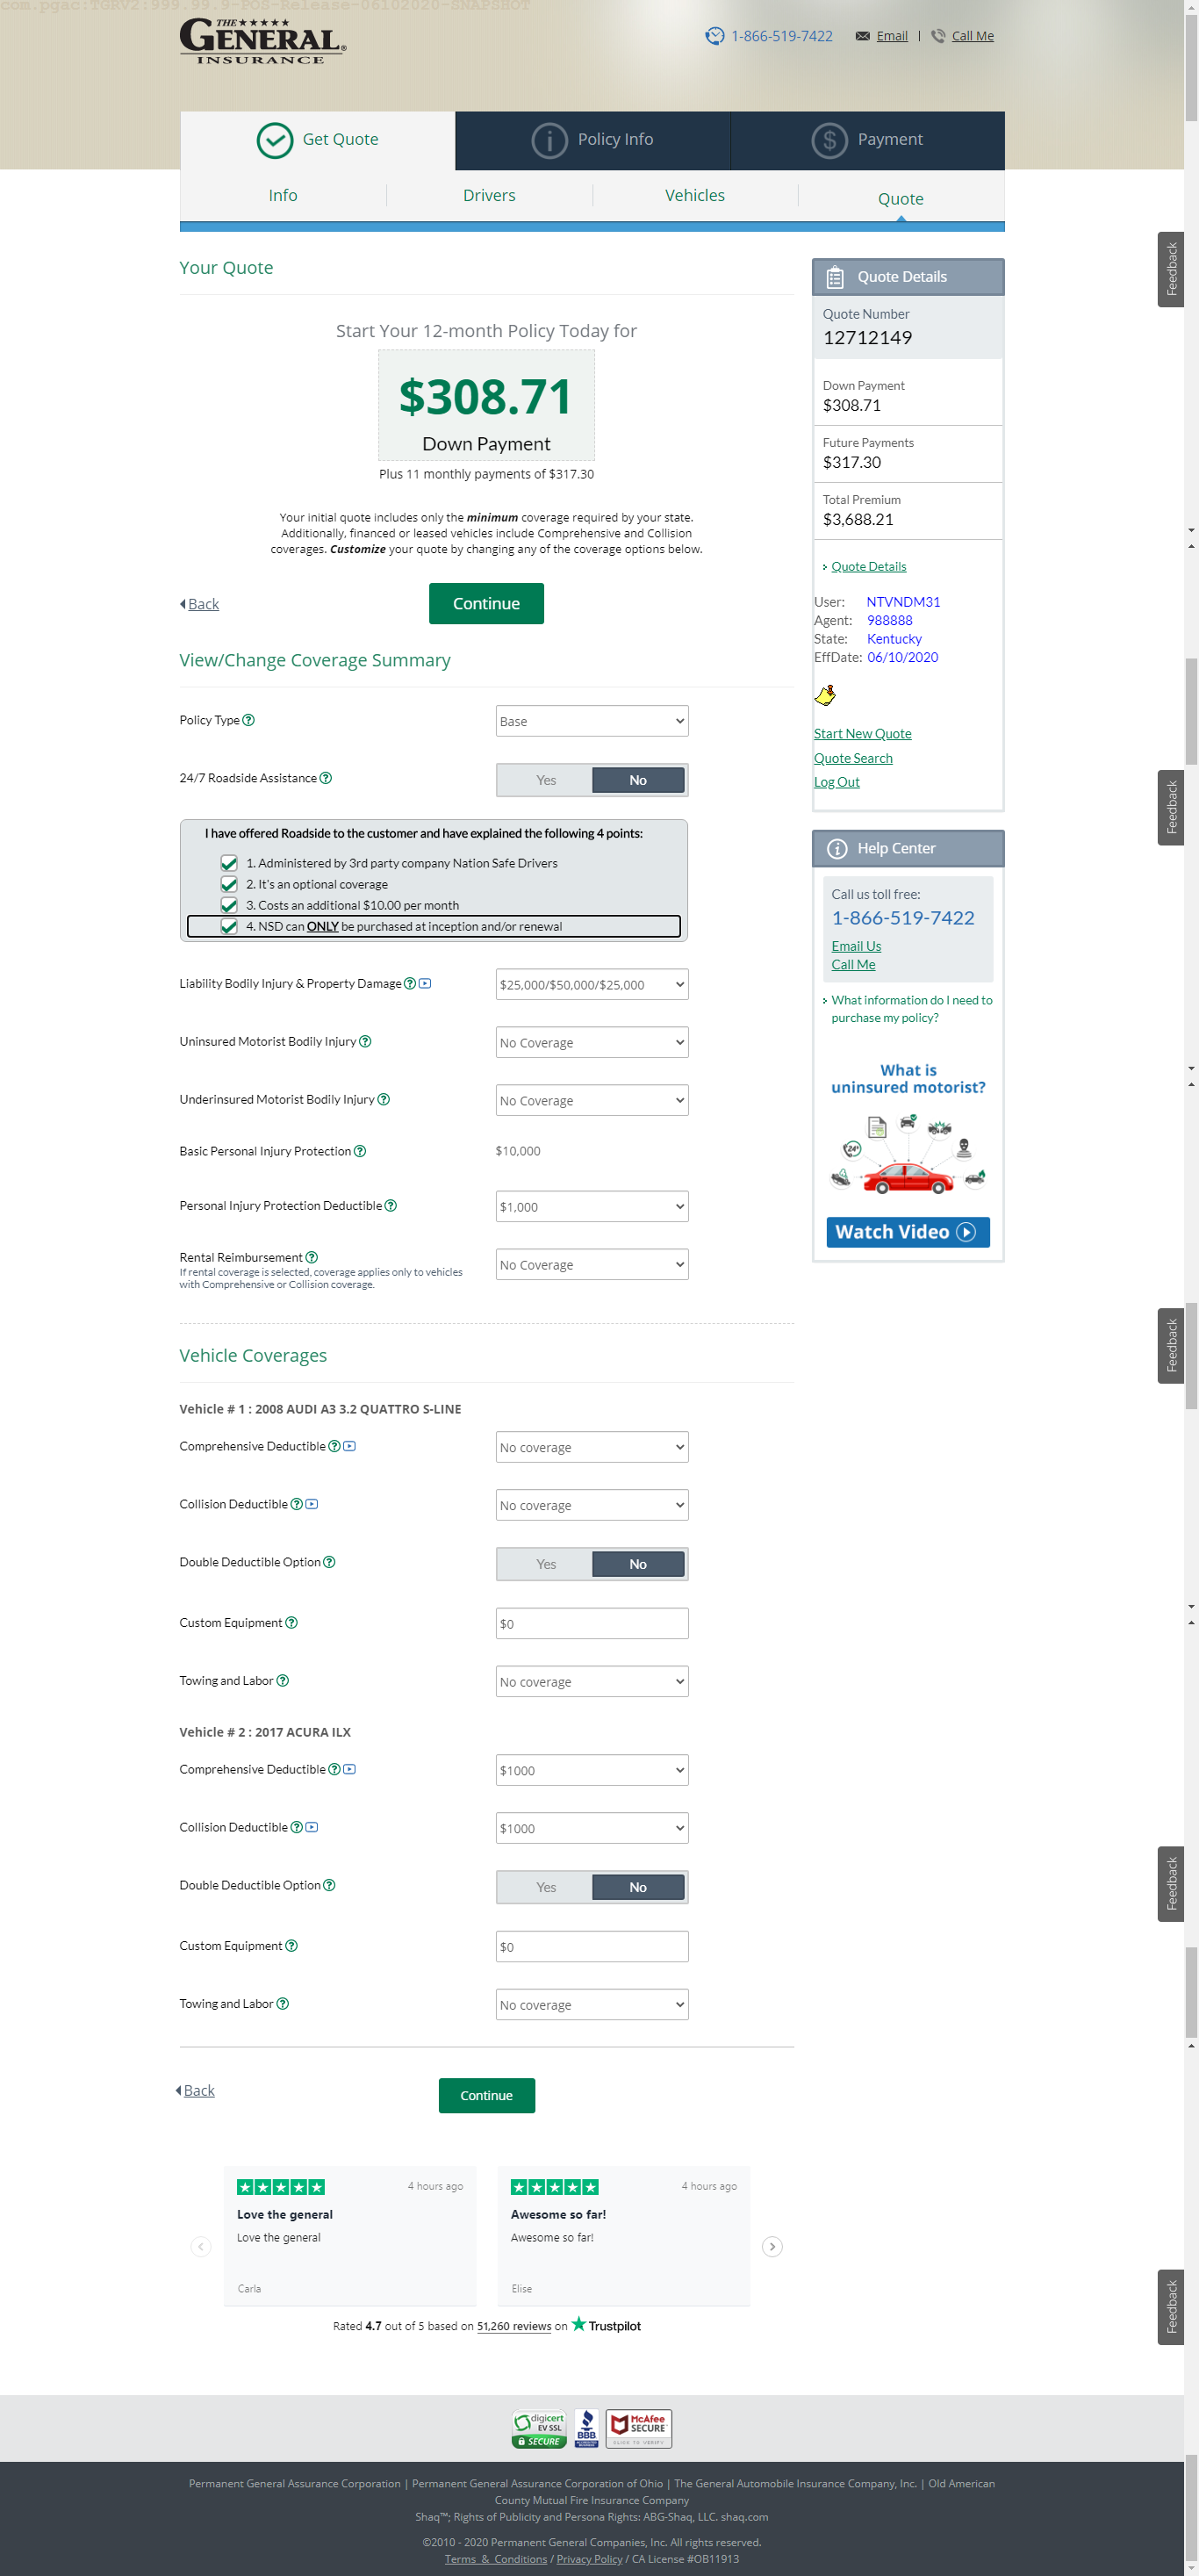 com.pgac:TGRV2:999.99.9-POS-Release-06102020-SNAPSHOT
THE GENERAL® INSURANCE
1-866-519-7422 Email | Call Me
Get Quote Policy Info Payment
Info Drivers Vehicles Quote
Your Quote
Start Your 12-month Policy Today for
$308.71
Down Payment
Plus 11 monthly payments of $317.30
Your initial quote includes only the minimum coverage required by your state.
Additionally, financed or leased vehicles include Comprehensive and Collision
coverages. Customize your quote by changing any of the coverage options below.
Back Continue
View/Change Coverage Summary
Policy Type Base
24/7 Roadside Assistance Yes No
I have offered Roadside to the customer and have explained the following 4 points:
1. Administered by 3rd party company Nation Safe Drivers
2. It's an optional coverage
3. Costs an additional $10.00 per month
4. NSD can ONLY be purchased at inception and/or renewal
Liability Bodily Injury & Property Damage $25,000/$50,000/$25,000
Uninsured Motorist Bodily Injury No Coverage
Underinsured Motorist Bodily Injury No Coverage
Basic Personal Injury Protection $10,000
Personal Injury Protection Deductible $1,000
Rental Reimbursement No Coverage
If rental coverage is selected, coverage applies only to vehicles
with Comprehensive or Collision coverage.
Vehicle Coverages
Vehicle # 1 : 2008 AUDI A3 3.2 QUATTRO S-LINE
Comprehensive Deductible No coverage
Collision Deductible No coverage
Double Deductible Option Yes No
Custom Equipment $0
Towing and Labor No coverage
Vehicle # 2 : 2017 ACURA ILX
Comprehensive Deductible $1000
Collision Deductible $1000
Double Deductible Option Yes No
Custom Equipment $0
Towing and Labor No coverage
Back Continue
Quote Details
Quote Number
12712149
Down Payment
$308.71
Future Payments
$317.30
Total Premium
$3,688.21
Quote Details
User: NTVNDM31
Agent: 988888
State: Kentucky
EffDate: 06/10/2020
Start New Quote
Quote Search
Log Out
Help Center
Call us toll free:
1-866-519-7422
Email Us
Call Me
What information do I need to
purchase my policy?
What is
uninsured motorist?
24H
Watch Video
Feedback
Feedback
Feedback
Feedback
Feedback
4 hours ago
Love the general
Love the general
Carla
4 hours ago
Awesome so far!
Awesome so far!
Elise
Rated 4.7 out of 5 based on 51,260 reviews on Trustpilot
digicert EV SSL SECURE
BBB
McAfee SECURE
CLICK TO VERIFY
Permanent General Assurance Corporation | Permanent General Assurance Corporation of Ohio | The General Automobile Insurance Company, Inc. | Old American
County Mutual Fire Insurance Company
Shaq™; Rights of Publicity and Persona Rights: ABG-Shaq, LLC. shaq.com
©2010 - 2020 Permanent General Companies, Inc. All rights reserved.
Terms & Conditions / Privacy Policy / CA License #OB11913